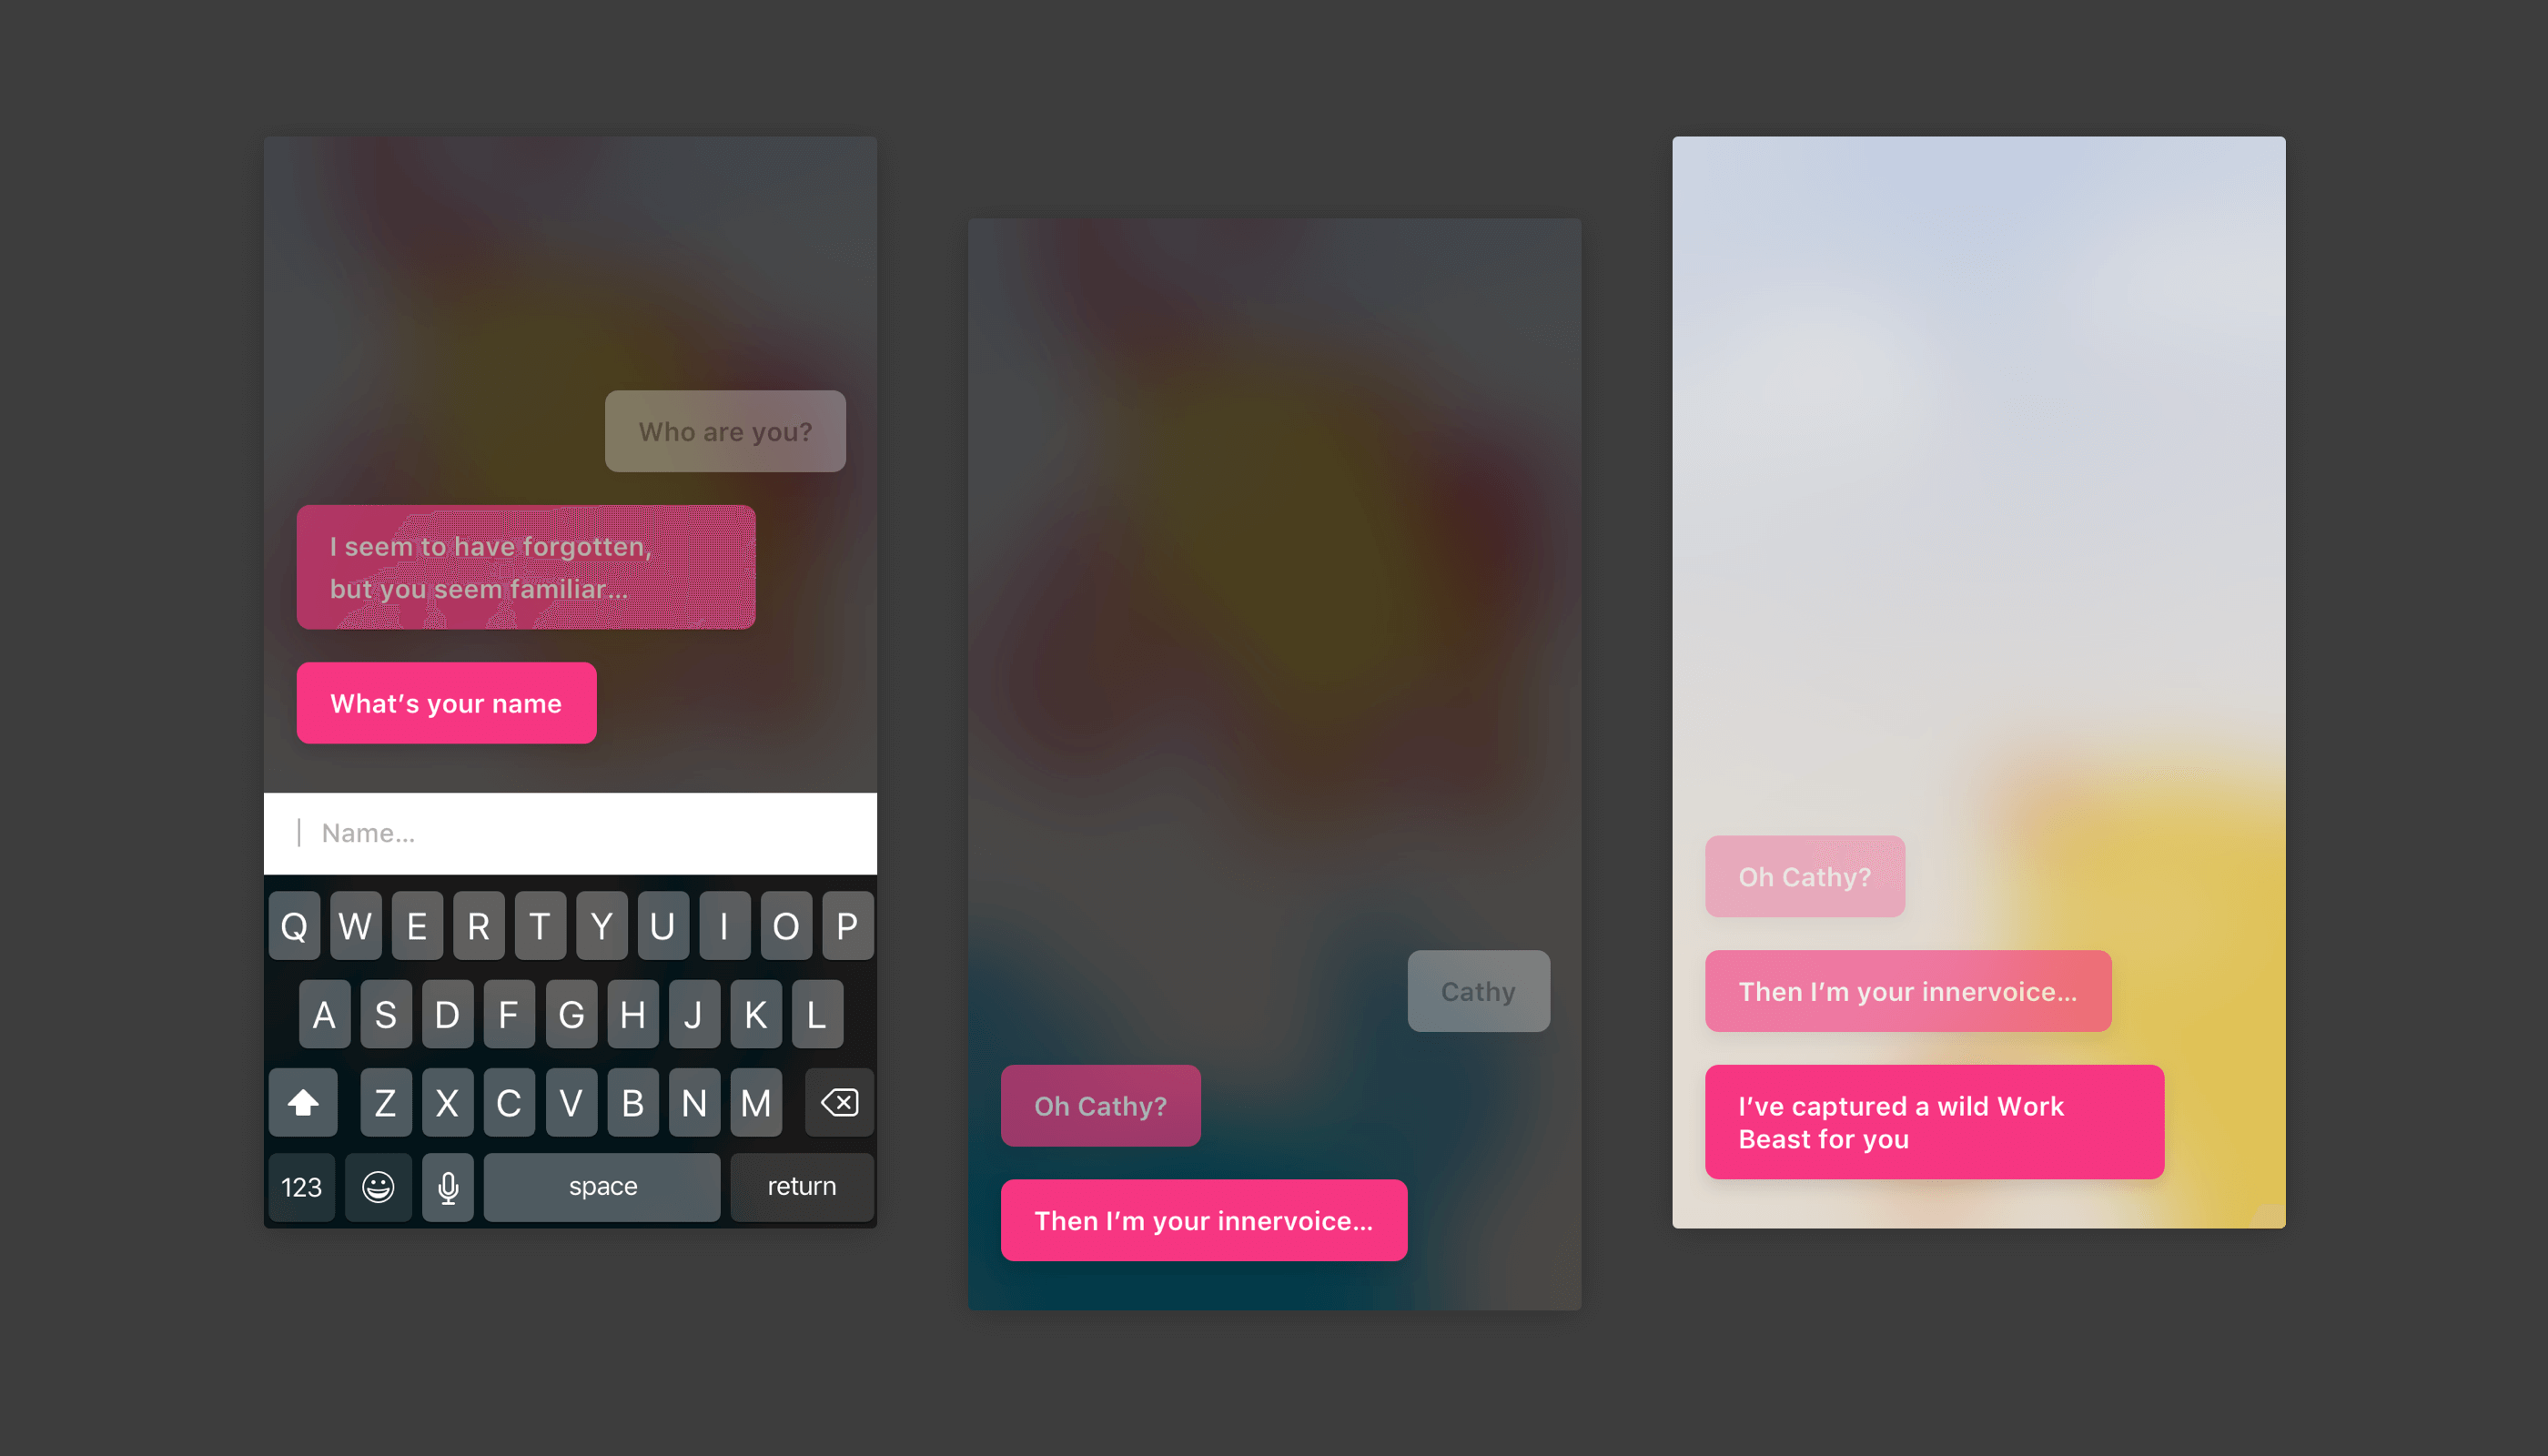 Who are you?
I seem to have forgotten,
but you seem familiar...
What’s your name
Name...
Q W E R T Y U I O P
A S D F G H J K L
Z X C V B N M
123 space return
Cathy
Oh Cathy?
Then I’m your innervoice...
Oh Cathy?
Then I’m your innervoice...
I’ve captured a wild Work
Beast for you